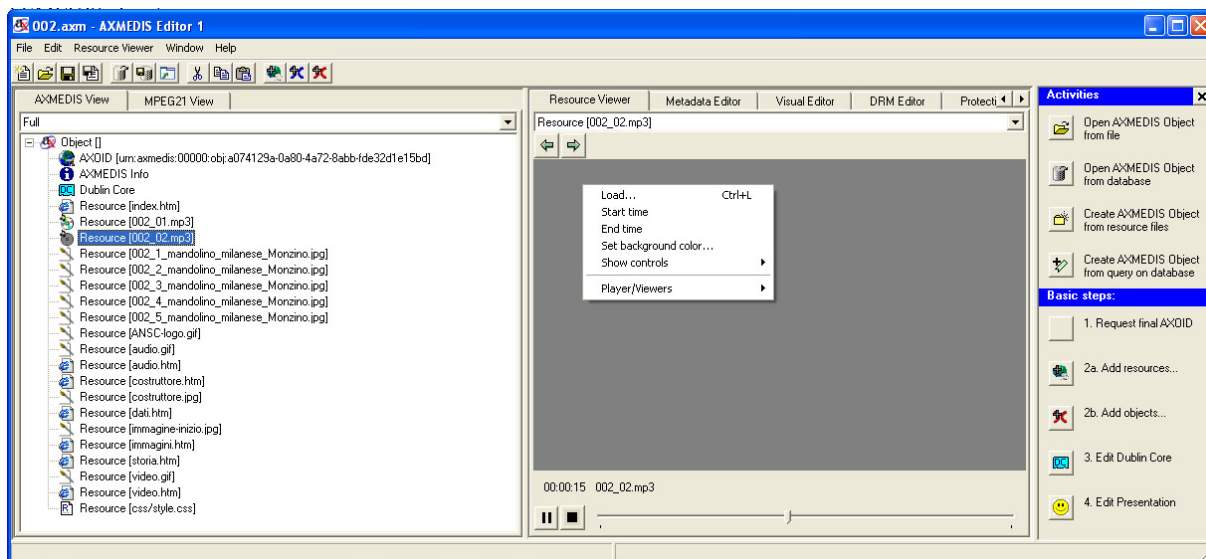 002.axm - AXMEDIS Editor 1
File Edit Resource Viewer Window Help
AXMEDIS View MPEG21 View
Full
Object []
AXOID [urn:axmedis:00000:obj:a074129a-0a80-4a72-8abb-fde32d1e15bd]
AXMEDIS Info
DC Dublin Core
Resource [index.htm]
Resource [002_01.mp3]
Resource [002_02.mp3]
Resource [002_1_mandolino_milanese_Monzino.jpg]
Resource [002_2_mandolino_milanese_Monzino.jpg]
Resource [002_3_mandolino_milanese_Monzino.jpg]
Resource [002_4_mandolino_milanese_Monzino.jpg]
Resource [002_5_mandolino_milanese_Monzino.jpg]
Resource [ANSC-logo.gif]
Resource [audio.gif]
Resource [audio.htm]
Resource [costruttore.htm]
Resource [costruttore.jpg]
Resource [dati.htm]
Resource [immagine-inizio.jpg]
Resource [immagini.htm]
Resource [storia.htm]
Resource [video.gif]
Resource [video.htm]
R Resource [css/style.css]
Resource Viewer Metadata Editor Visual Editor DRM Editor Protecti
Resource [002_02.mp3]
Load... Ctrl+L
Start time
End time
Set background color...
Show controls
Player/Viewers
00:00:15 002_02.mp3
Activities
Open AXMEDIS Object
from file
Open AXMEDIS Object
from database
Create AXMEDIS Object
from resource files
Create AXMEDIS Object
from query on database
Basic steps:
1. Request final AXOID
2a. Add resources...
2b. Add objects...
DC 3. Edit Dublin Core
4. Edit Presentation